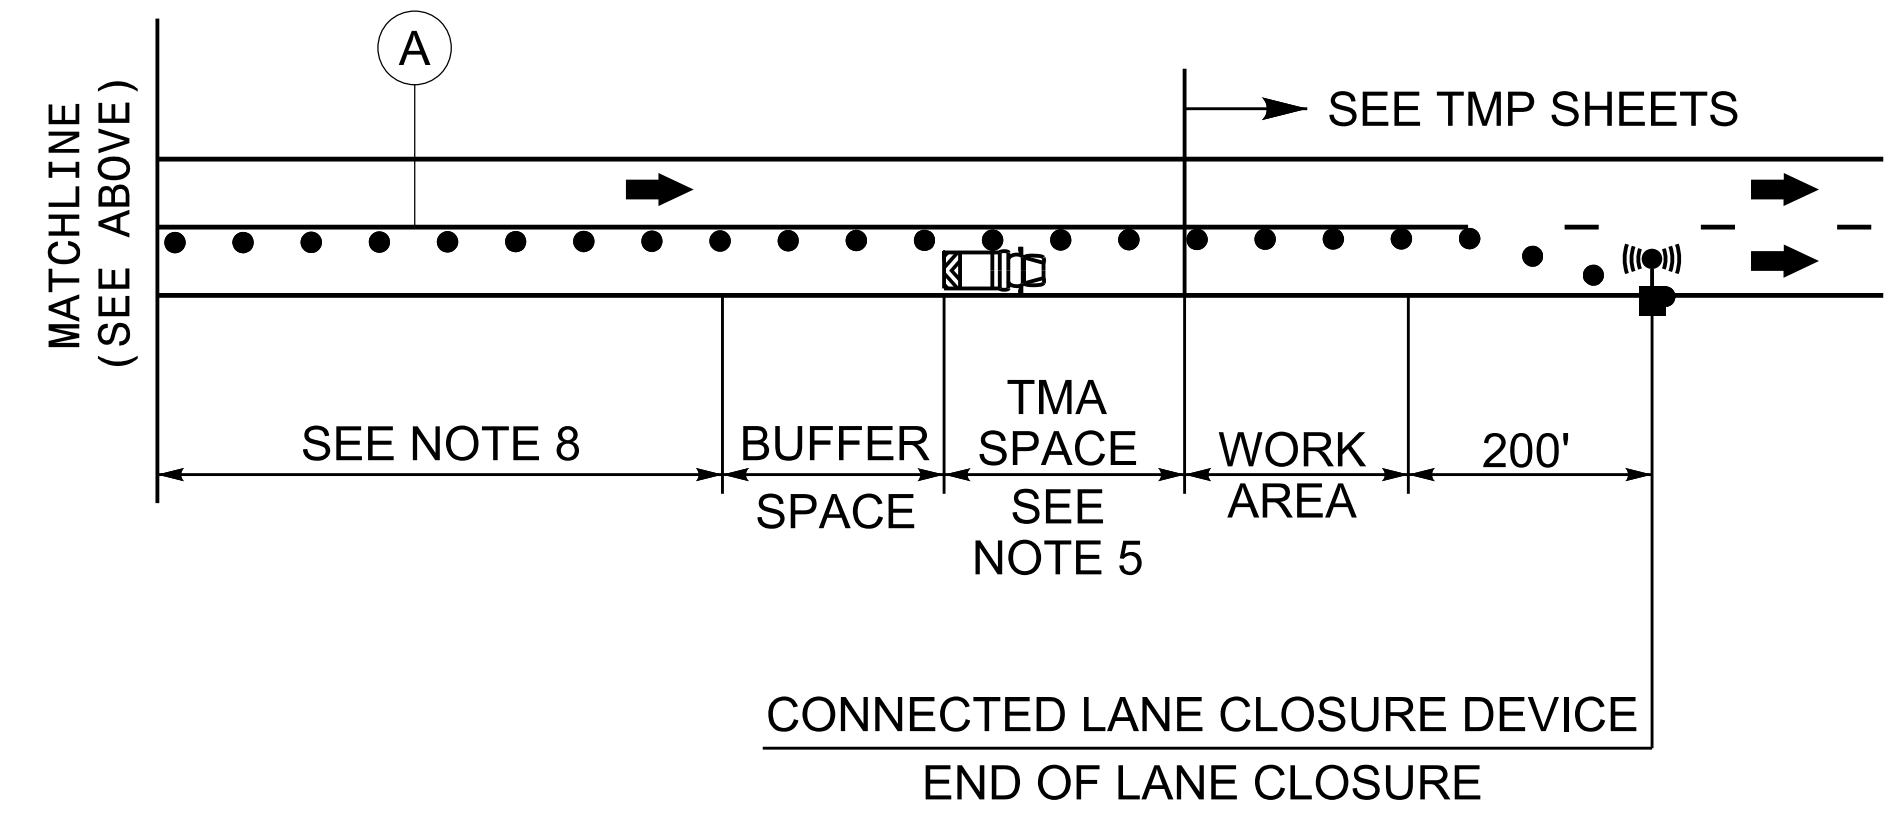 A
MATCHLINE
(SEE ABOVE)
SEE TMP SHEETS
SEE NOTE 8
BUFFER
SPACE
TMA
SPACE
SEE
NOTE 5
WORK
AREA
200'
CONNECTED LANE CLOSURE DEVICE
END OF LANE CLOSURE